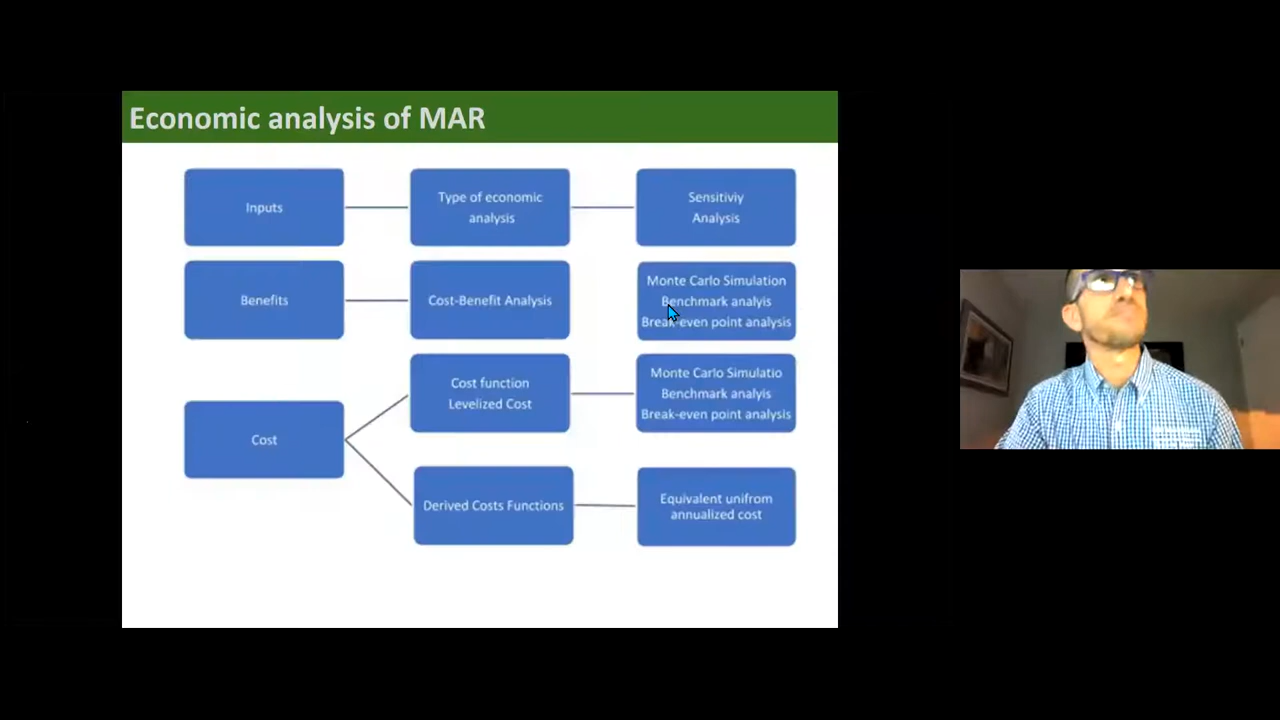 Economic analysis of MAR
Inputs
Type of economic
analysis
Sensitiviy
Analysis
Benefits
Cost-Benefit Analysis
Monte Carlo Simulation
Benchmark analyis
Break-even point analysis
Cost
Cost function
Levelized Cost
Monte Carlo Simulatio
Benchmark analyis
Break-even point analysis
Derived Costs Functions
Equivalent unifrom
annualized cost